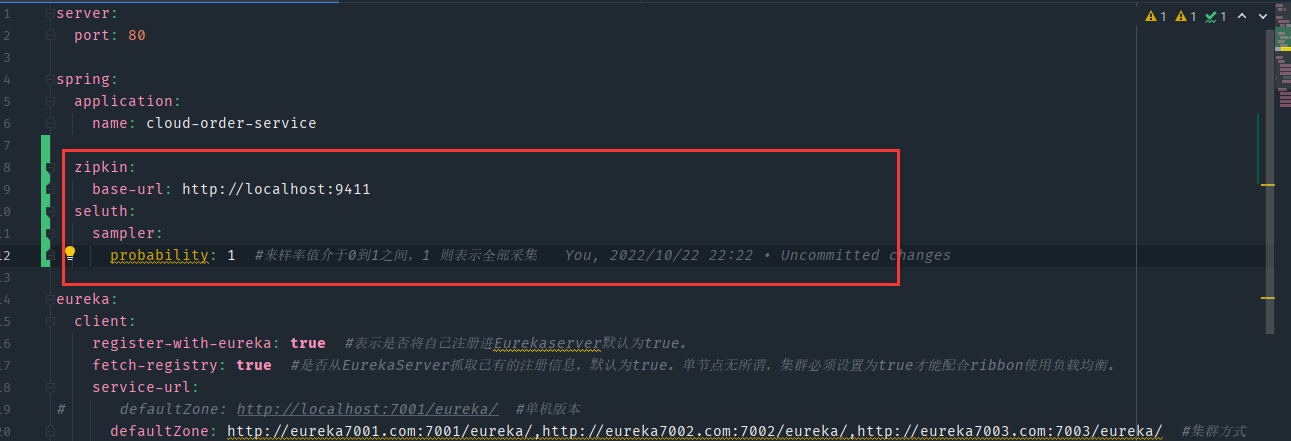 1 server:
2 port: 80
3
4 spring:
5 application:
6 name: cloud-order-service
7
8 zipkin:
9 base-url: http://localhost:9411
10 seluth:
11 sampler:
12 probability: 1 #采样率值介于0到1之间，1 则表示全部采集 You, 2022/10/22 22:22 • Uncommitted changes
13
14 eureka:
15 client:
16 register-with-eureka: true #表示是否将自己注册进Eurekaserver默认为true。
17 fetch-registry: true #是否从EurekaServer抓取已有的注册信息，默认为true。单节点无所谓，集群必须设置为true才能配合ribbon使用负载均衡。
18 service-url:
19 # defaultZone: http://localhost:7001/eureka/ #单机版本
20 defaultZone: http://eureka7001.com:7001/eureka/,http://eureka7002.com:7002/eureka/,http://eureka7003.com:7003/eureka/ #集群方式
1 1 1